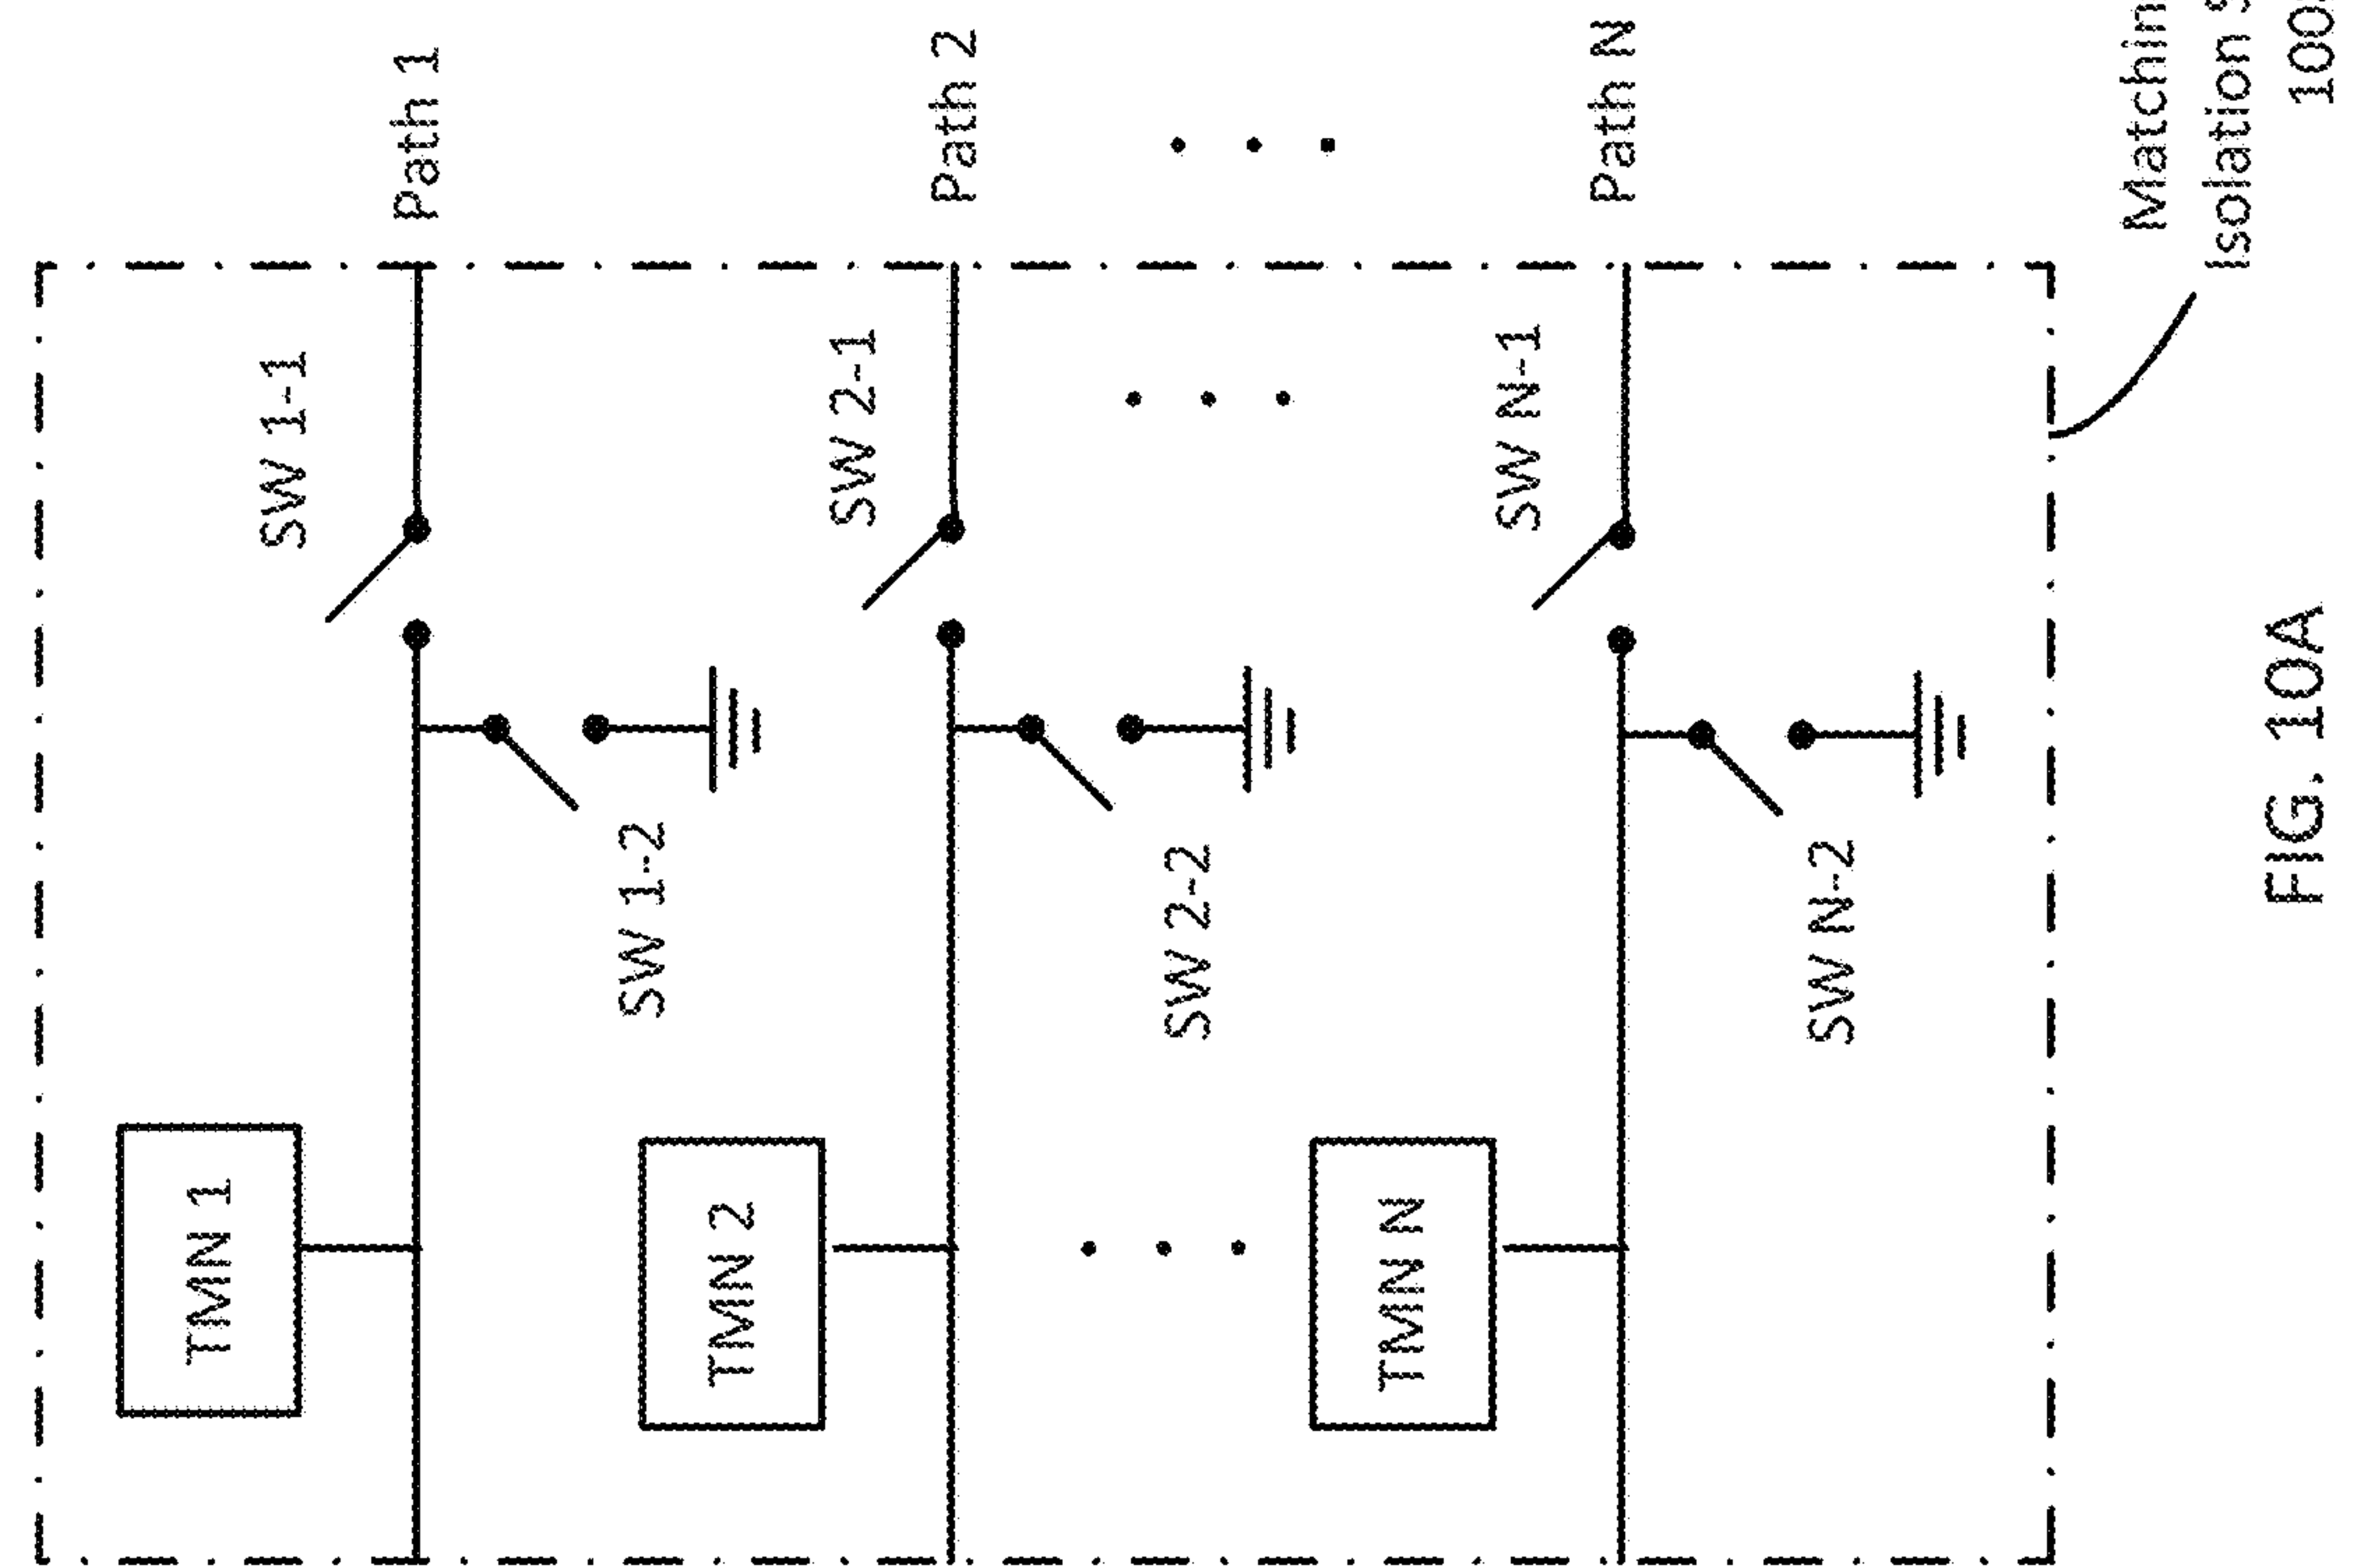 Path 1
SW 1-1
SW 1-2
TMN 1
Path 2
SW 2-1
SW 2-2
TMN 2
Path N
SW N-1
SW N-2
TMN N
Isolation
FIG. 10A